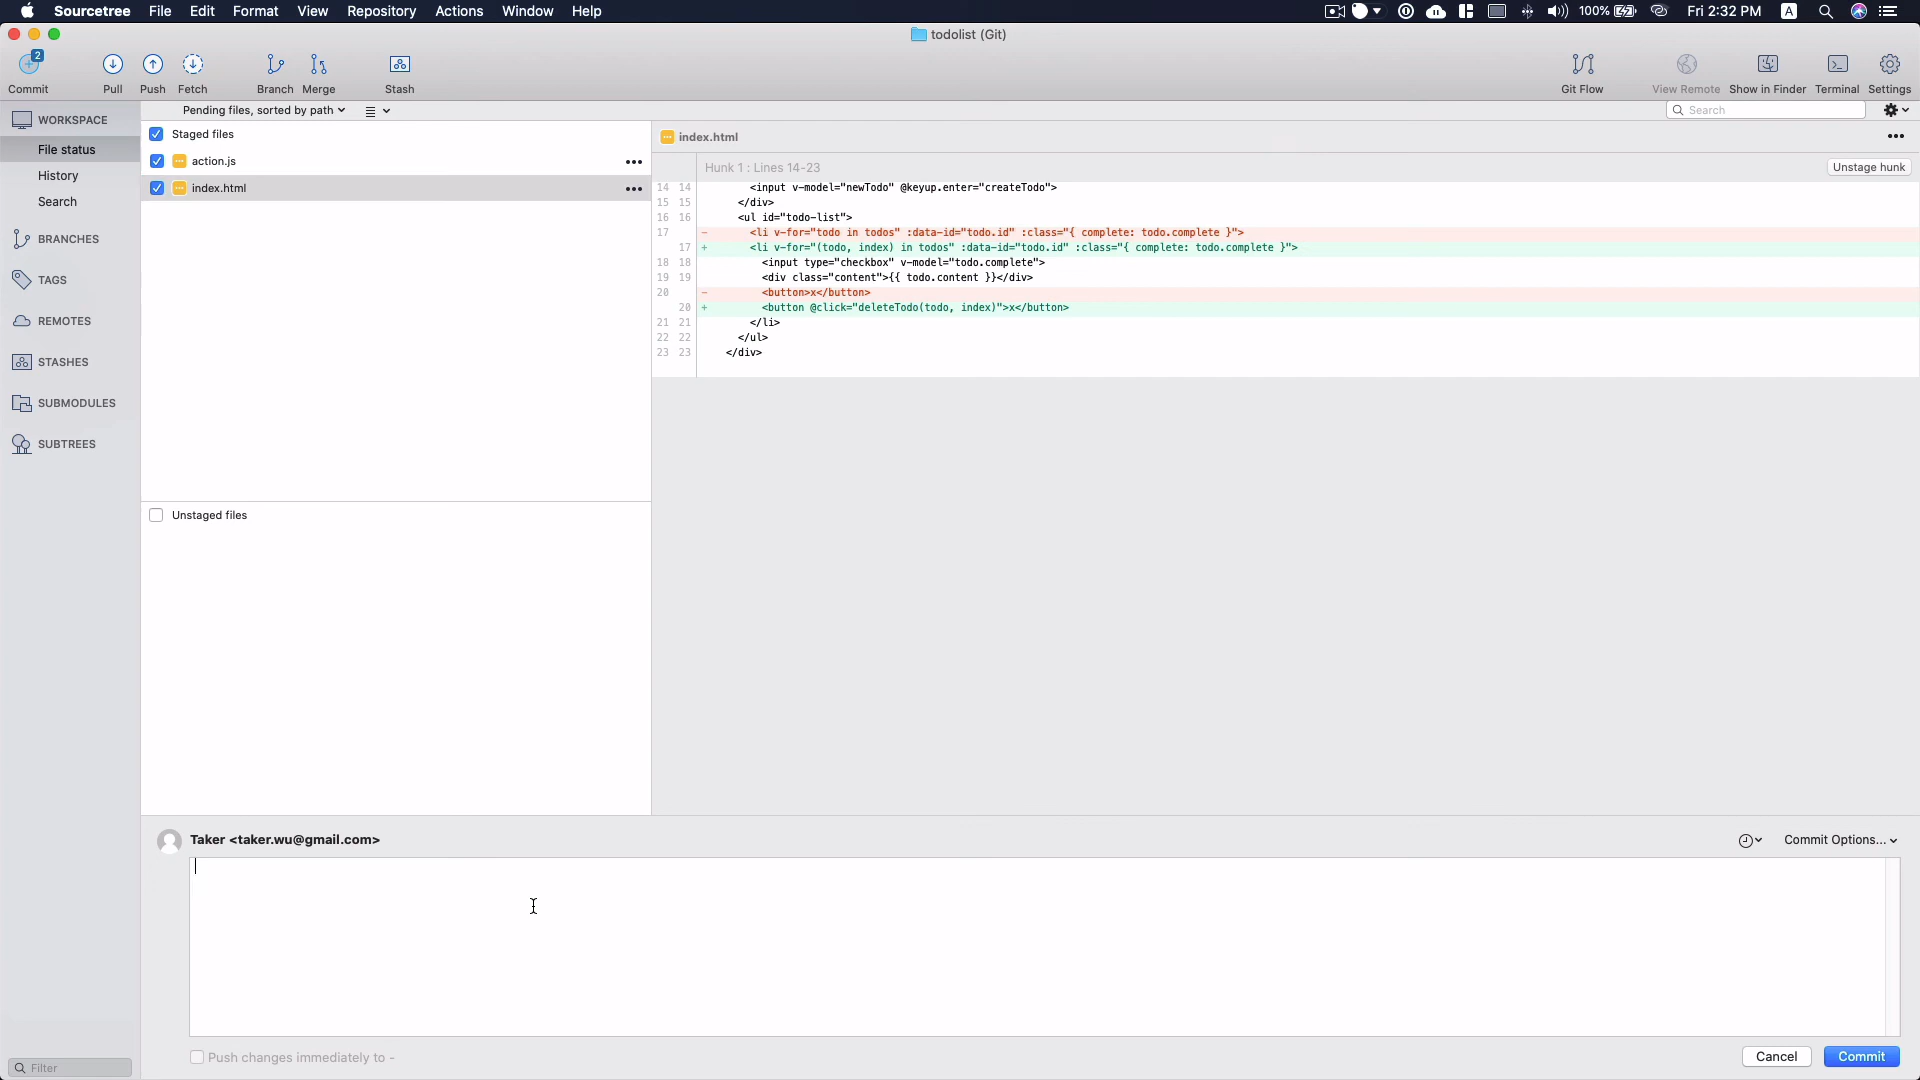 Sourcetree File Edit Format View Repository Actions Window Help 100% Fri 2:32 PM A
todolist (Git)
2
Commit Pull Push Fetch Branch Merge Stash Git Flow View Remote Show in Finder Terminal Settings
Pending files, sorted by path Search
WORKSPACE
File status
History
Search
BRANCHES
TAGS
REMOTES
STASHES
SUBMODULES
SUBTREES
Filter
Staged files
action.js
index.html
Unstaged files
index.html
Hunk 1 : Lines 14-23 Unstage hunk
14 14 <input v-model="newTodo" @keyup.enter="createTodo">
15 15 </div>
16 16 <ul id="todo-list">
17 - <li v-for="todo in todos" :data-id="todo.id" :class="{ complete: todo.complete }">
17 + <li v-for="(todo, index) in todos" :data-id="todo.id" :class="{ complete: todo.complete }">
18 18 <input type="checkbox" v-model="todo.complete">
19 19 <div class="content">{{ todo.content }}</div>
20 - <button>x</button>
20 + <button @click="deleteTodo(todo, index)">x</button>
21 21 </li>
22 22 </ul>
23 23 </div>
Taker <taker.wu@gmail.com> Commit Options...
Push changes immediately to - Cancel Commit